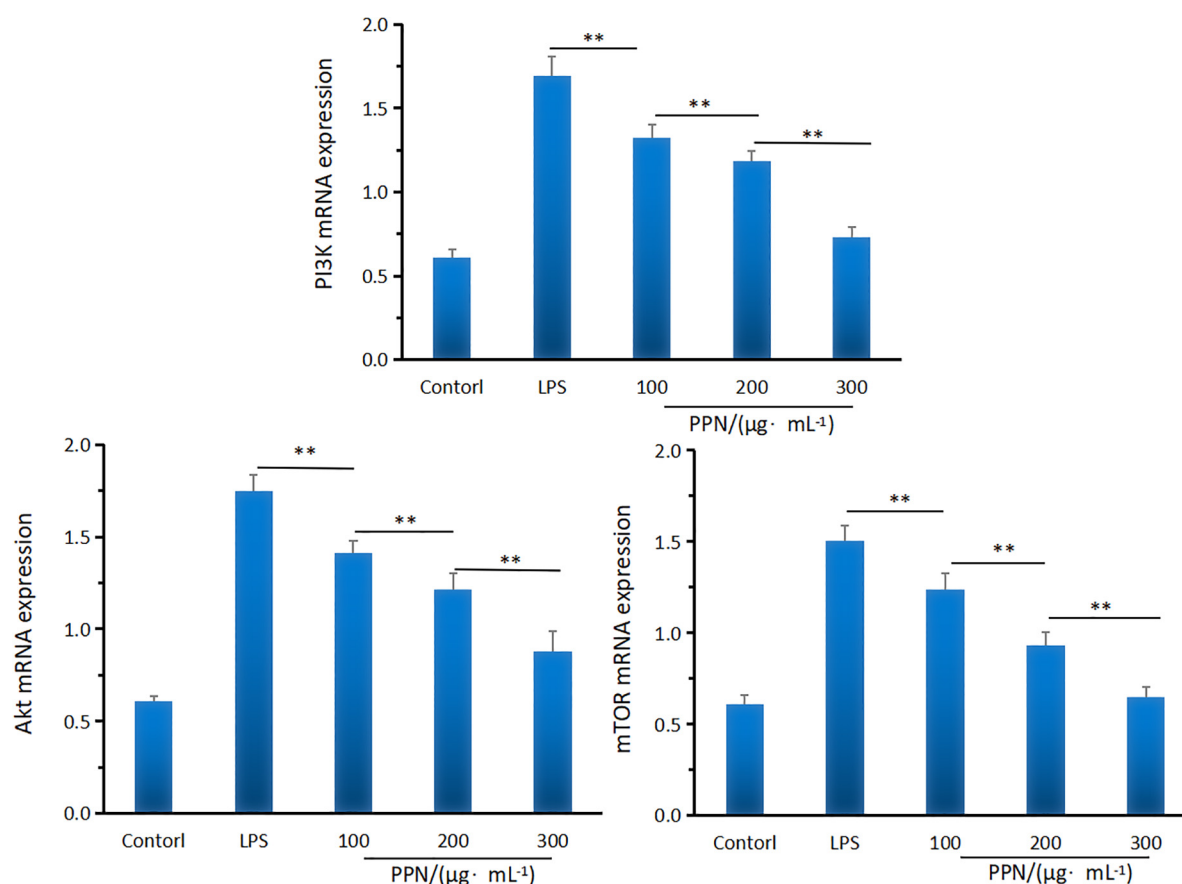 PI3K mRNA expression
2.0
1.5
1.0
0.5
0.0
**
**
**
Contorl LPS 100 200 300
PPN/(μg· mL⁻¹)
Akt mRNA expression
2.0
1.5
1.0
0.5
0.0
**
**
**
Contorl LPS 100 200 300
PPN/(μg· mL⁻¹)
mTOR mRNA expression
2.0
1.5
1.0
0.5
0.0
**
**
**
Contorl LPS 100 200 300
PPN/(μg· mL⁻¹)